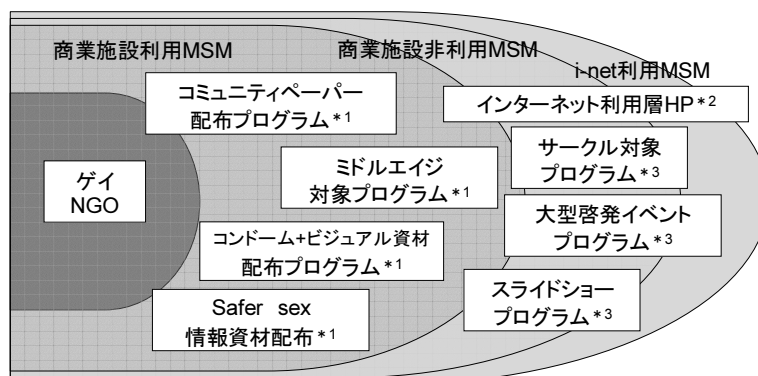 商業施設利用MSM
商業施設非利用MSM
i-net利用MSM
コミュニティペーパー
配布プログラム*1
インターネット利用層HP*2
サークル対象
プログラム*3
ミドルエイジ
対象プログラム*1
ゲイ
NGO
大型啓発イベント
プログラム*3
コンドーム+ビジュアル資材
配布プログラム*1
スライドショー
プログラム*3
Safer sex
情報資材配布*1